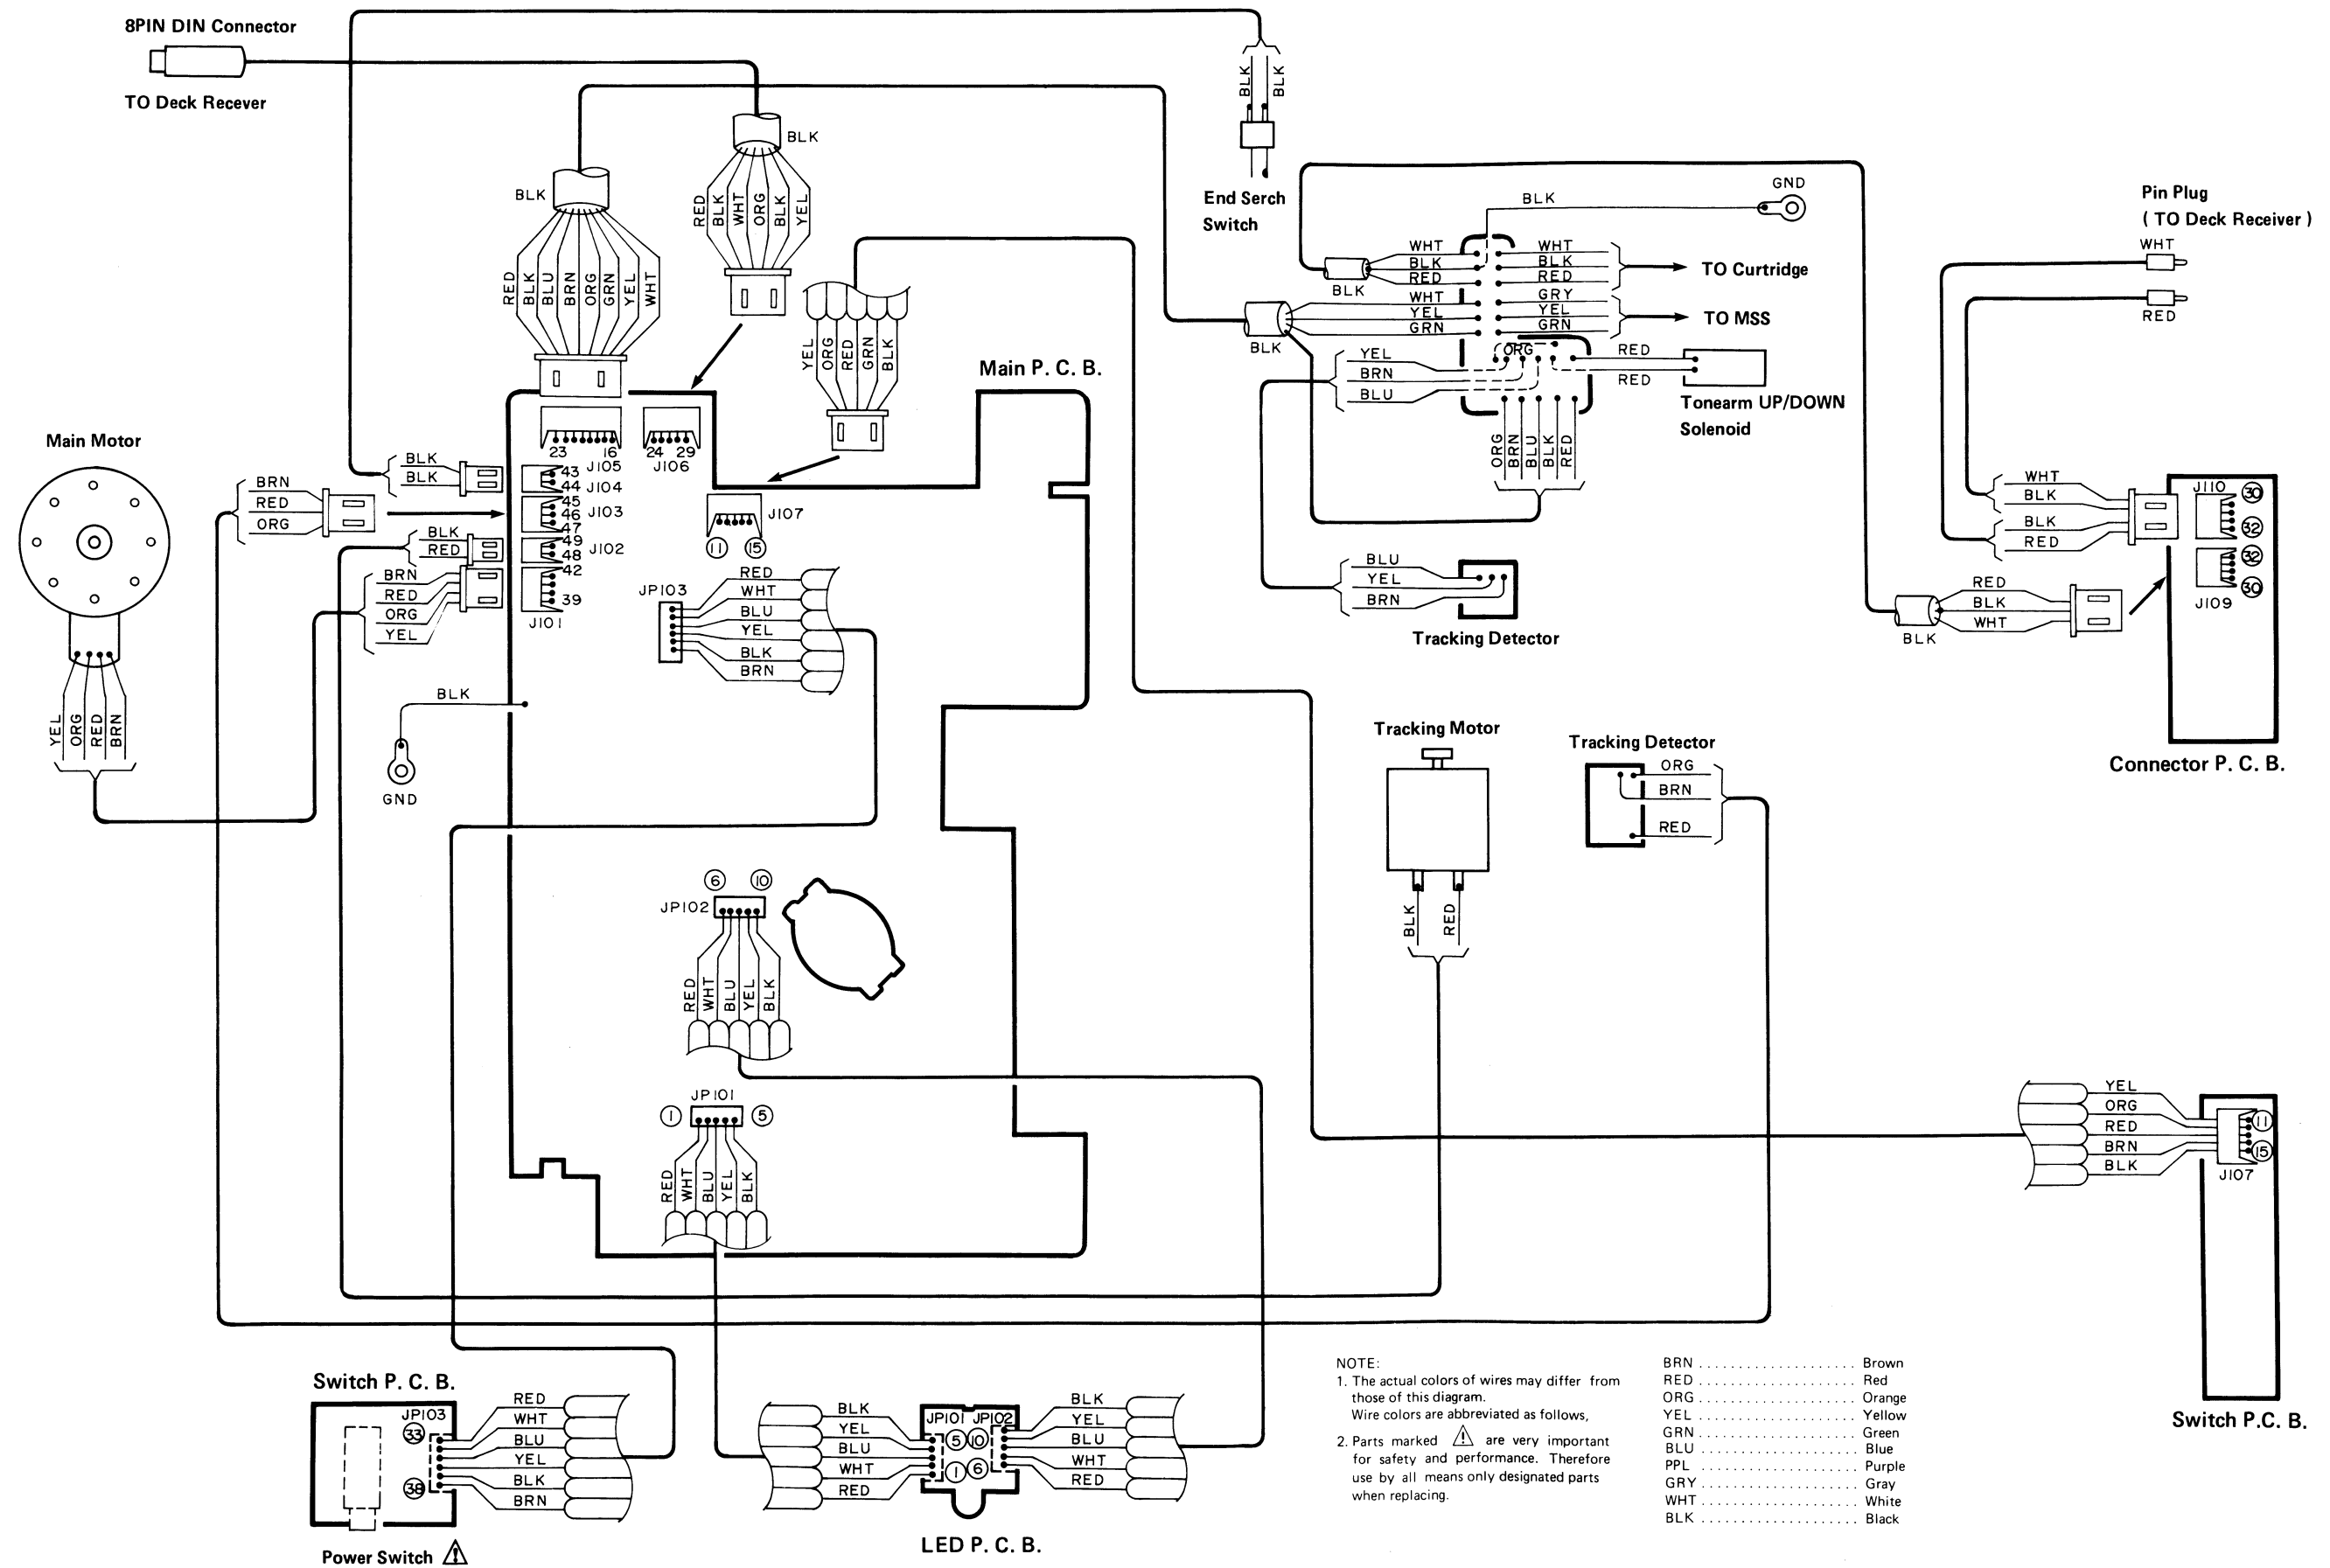 8PIN DIN Connector
TO Deck Recever
BLK
BLK
RED
BLK
BLU
BRN
ORG
GRN
YEL
WHT
RED
BLK
WHT
ORG
BLK
YEL
YEL
ORG
RED
GRN
BLK
BLK
BLK
End Serch
Switch
GND
BLK
WHT
BLK
RED
BLK
WHT
BLK
RED
TO Curtridge
WHT
YEL
GRN
BLK
GRY
YEL
GRN
TO MSS
YEL
BRN
BLU
ORG
RED
RED
Tonearm UP/DOWN
Solenoid
ORG
BRN
BLU
BLK
RED
Pin Plug
( TO Deck Receiver )
WHT
RED
Main P. C. B.
Main Motor
YEL
ORG
RED
BRN
BRN
RED
ORG
BLK
BLK
BLK
RED
BRN
RED
ORG
YEL
23 16
J105
24 29
J106
43
44 J104
45
46 J103
47
49
48 J102
42
39
J101
J107
11 15
JP103
RED
WHT
BLU
YEL
BLK
BRN
BLK
GND
BLU
YEL
BRN
Tracking Detector
WHT
BLK
BLK
RED
J110 30
32
32
30
J109
RED
BLK
WHT
BLK
Connector P. C. B.
Tracking Motor
BLK
RED
Tracking Detector
ORG
BRN
RED
6 10
JP102
RED
WHT
BLU
YEL
BLK
JP101
1 5
RED
WHT
BLU
YEL
BLK
YEL
ORG
RED
BRN
BLK
11
15
J107
Switch P.C. B.
Switch P. C. B.
JP103
33
38
RED
WHT
BLU
YEL
BLK
BRN
Power Switch
BLK
YEL
BLU
WHT
RED
JP101 JP102
5 10
1 6
BLK
YEL
BLU
WHT
RED
LED P. C. B.
NOTE:
1. The actual colors of wires may differ from
those of this diagram.
Wire colors are abbreviated as follows,
2. Parts marked ⚠ are very important
for safety and performance. Therefore
use by all means only designated parts
when replacing.
BRN .................... Brown
RED .................... Red
ORG .................... Orange
YEL .................... Yellow
GRN .................... Green
BLU .................... Blue
PPL .................... Purple
GRY .................... Gray
WHT .................... White
BLK .................... Black